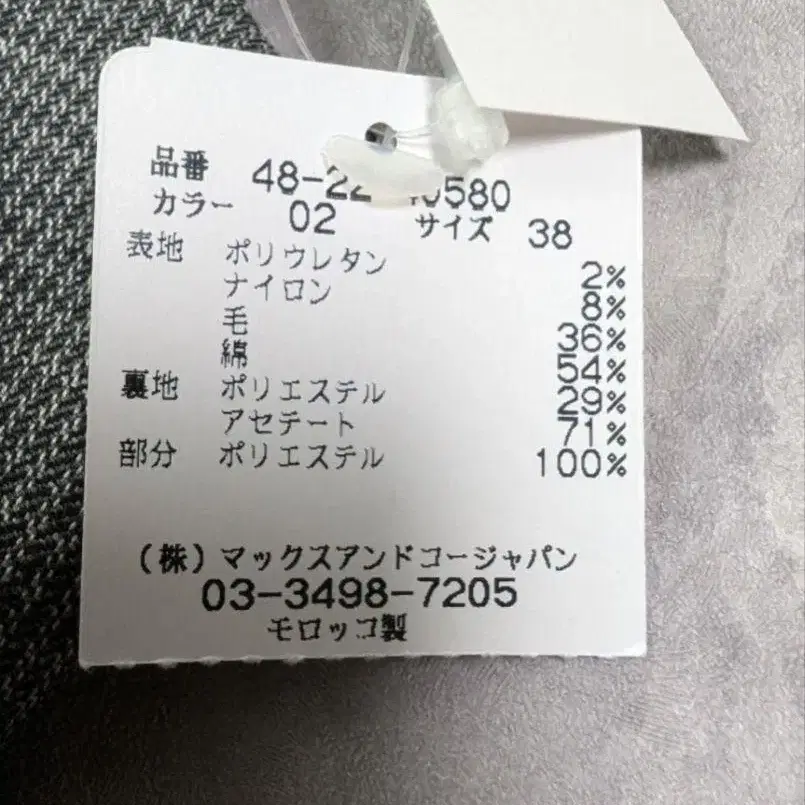 品番 48-22 0580
カラー 02 サイズ 38
表地 ポリウレタン 2%
ナイロン 8%
毛 36%
綿 54%
裏地 ポリエステル 29%
アセテート 71%
部分 ポリエステル 100%
(株)マックスアンドコージャパン
03-3498-7205
モロッコ製